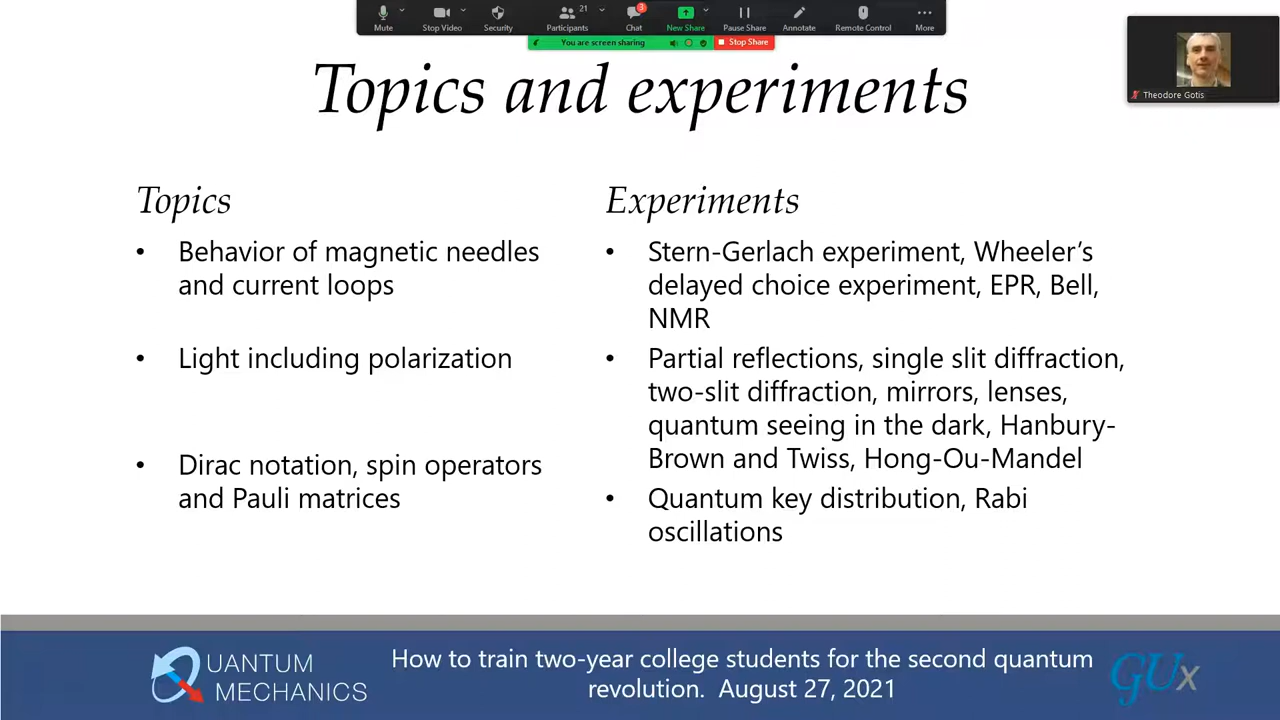 Mute
Stop Video
Security
21
Participants
3
Chat
New Share
Pause Share
Annotate
Remote Control
More
You are screen sharing
Stop Share
Theodore Gotis
Topics and experiments
Topics
• Behavior of magnetic needles
and current loops
• Light including polarization
• Dirac notation, spin operators
and Pauli matrices
Experiments
• Stern-Gerlach experiment, Wheeler’s
delayed choice experiment, EPR, Bell,
NMR
• Partial reflections, single slit diffraction,
two-slit diffraction, mirrors, lenses,
quantum seeing in the dark, Hanbury-
Brown and Twiss, Hong-Ou-Mandel
• Quantum key distribution, Rabi
oscillations
QUANTUM
MECHANICS
How to train two-year college students for the second quantum
revolution.  August 27, 2021
GUx